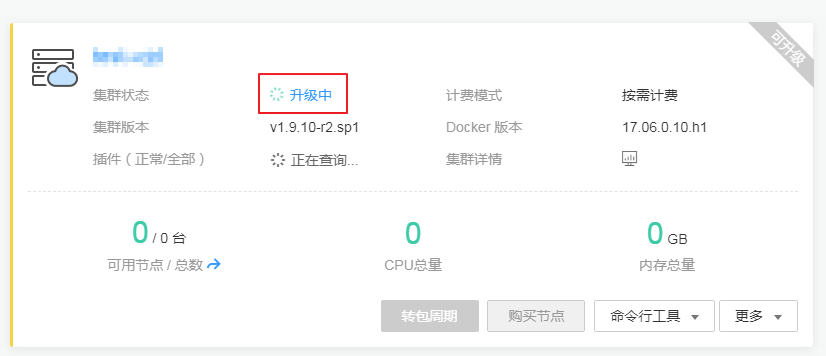 可升级
集群状态 升级中 计费模式 按需计费
集群版本 v1.9.10-r2.sp1 Docker 版本 17.06.0.10.h1
插件（正常/全部） 正在查询... 集群详情
0 / 0 台 0 0 GB
可用节点 / 总数 CPU总量 内存总量
转包周期 购买节点 命令行工具 更多